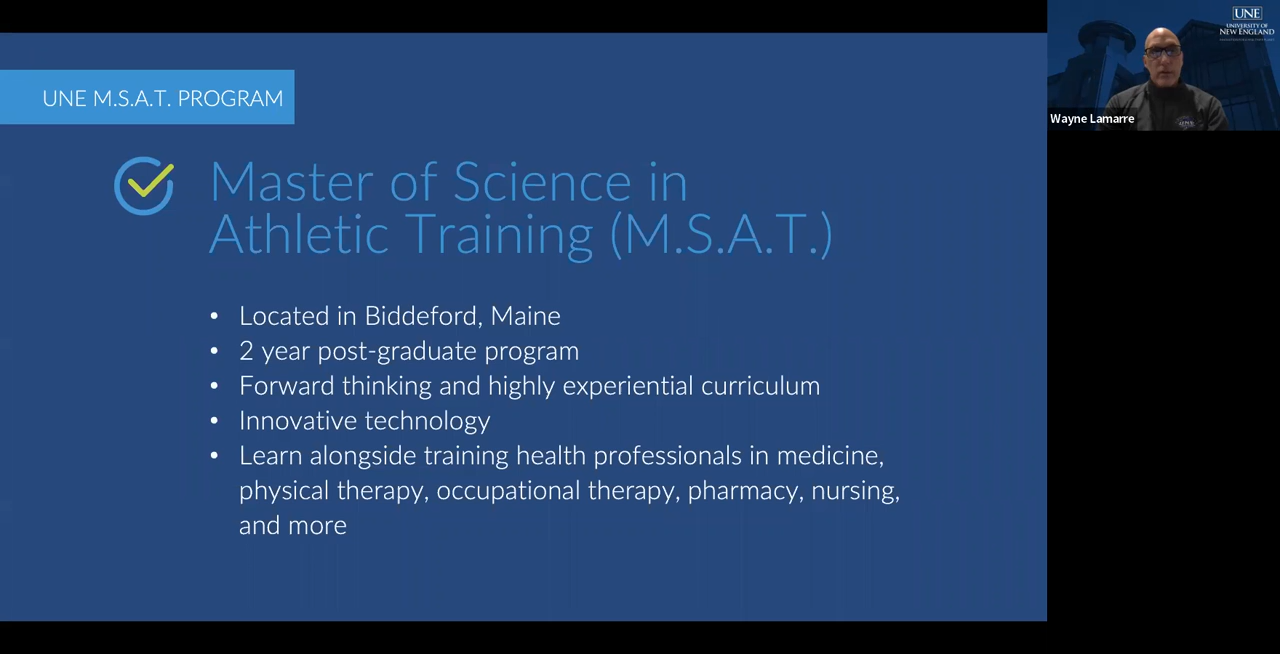 UNE M.S.A.T. PROGRAM
Master of Science in
Athletic Training (M.S.A.T.)
• Located in Biddeford, Maine
• 2 year post-graduate program
• Forward thinking and highly experiential curriculum
• Innovative technology
• Learn alongside training health professionals in medicine,
physical therapy, occupational therapy, pharmacy, nursing,
and more
UNE
UNIVERSITY OF
NEW ENGLAND
Wayne Lamarre